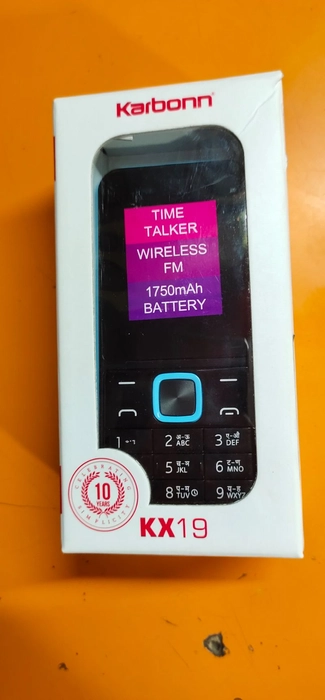 Karbonn
TIME
TALKER
WIRELESS
FM
1750mAh
BATTERY
1
2 अ-अः ABC
3 ए-औ DEF
5 च-ञ JKL
6 ट-ण MNO
8 प-म TUV
9 य-ह WXYZ
CELEBRATING
10
YEARS
SIMPLICITY
KX19